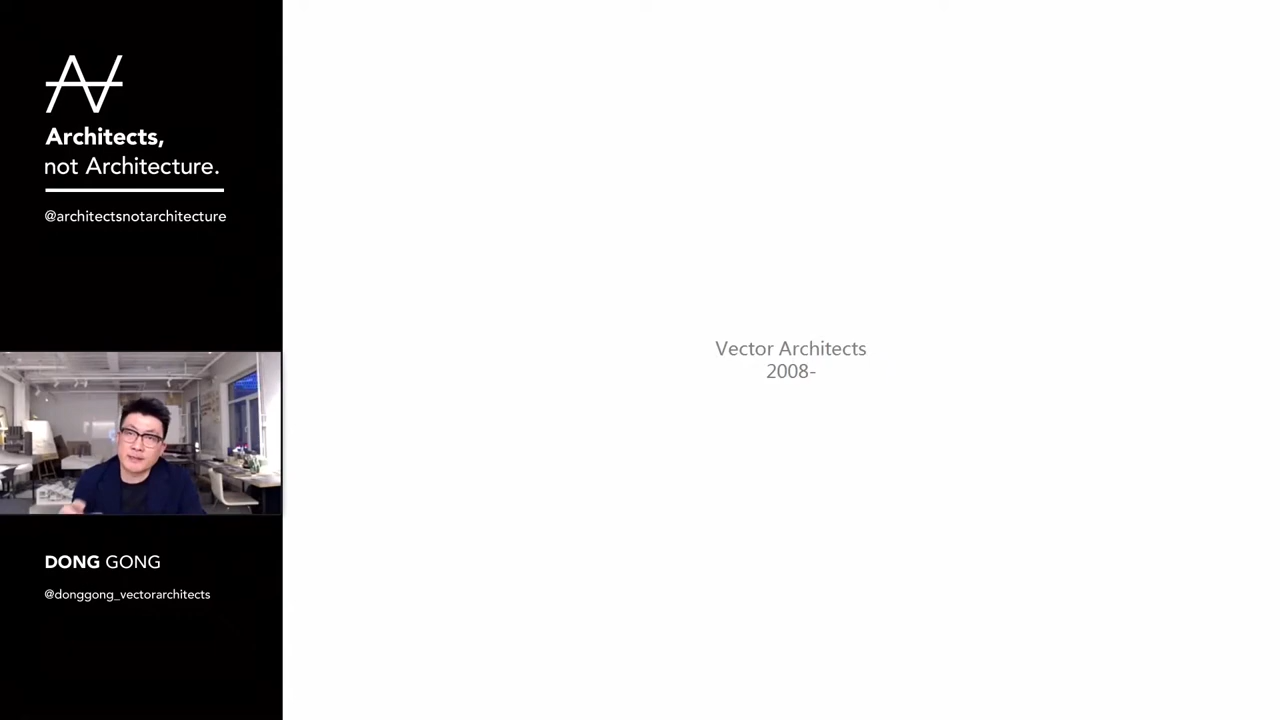 Architects,
not Architecture.
@architectsnotarchitecture
Vector Architects
2008-
DONG GONG
@donggong_vectorarchitects